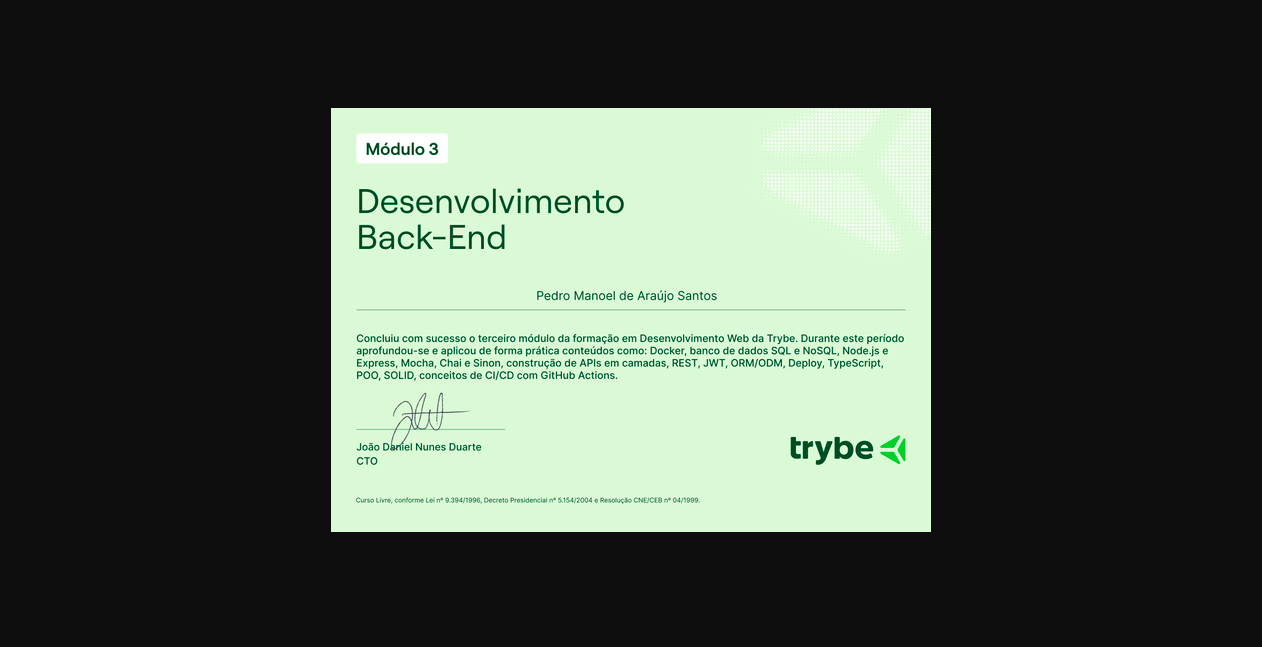 Módulo 3
Desenvolvimento
Back-End
Pedro Manoel de Araújo Santos
Concluiu com sucesso o terceiro módulo da formação em Desenvolvimento Web da Trybe. Durante este período
aprofundou-se e aplicou de forma prática conteúdos como: Docker, banco de dados SQL e NoSQL, Node.js e
Express, Mocha, Chai e Sinon, construção de APIs em camadas, REST, JWT, ORM/ODM, Deploy, TypeScript,
POO, SOLID, conceitos de CI/CD com GitHub Actions.
João Daniel Nunes Duarte
CTO
trybe
Curso Livre, conforme Lei nº 9.394/1996, Decreto Presidencial nº 5.154/2004 e Resolução CNE/CEB nº 04/1999.